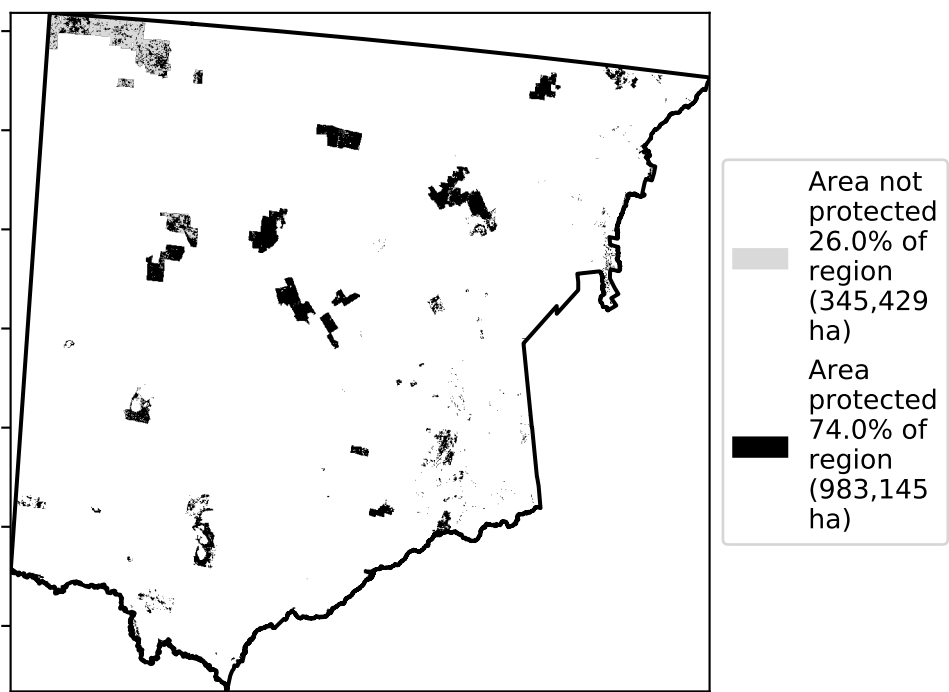 Area not
protected
26.0% of
region
(345,429
ha)
Area
protected
74.0% of
region
(983,145
ha)